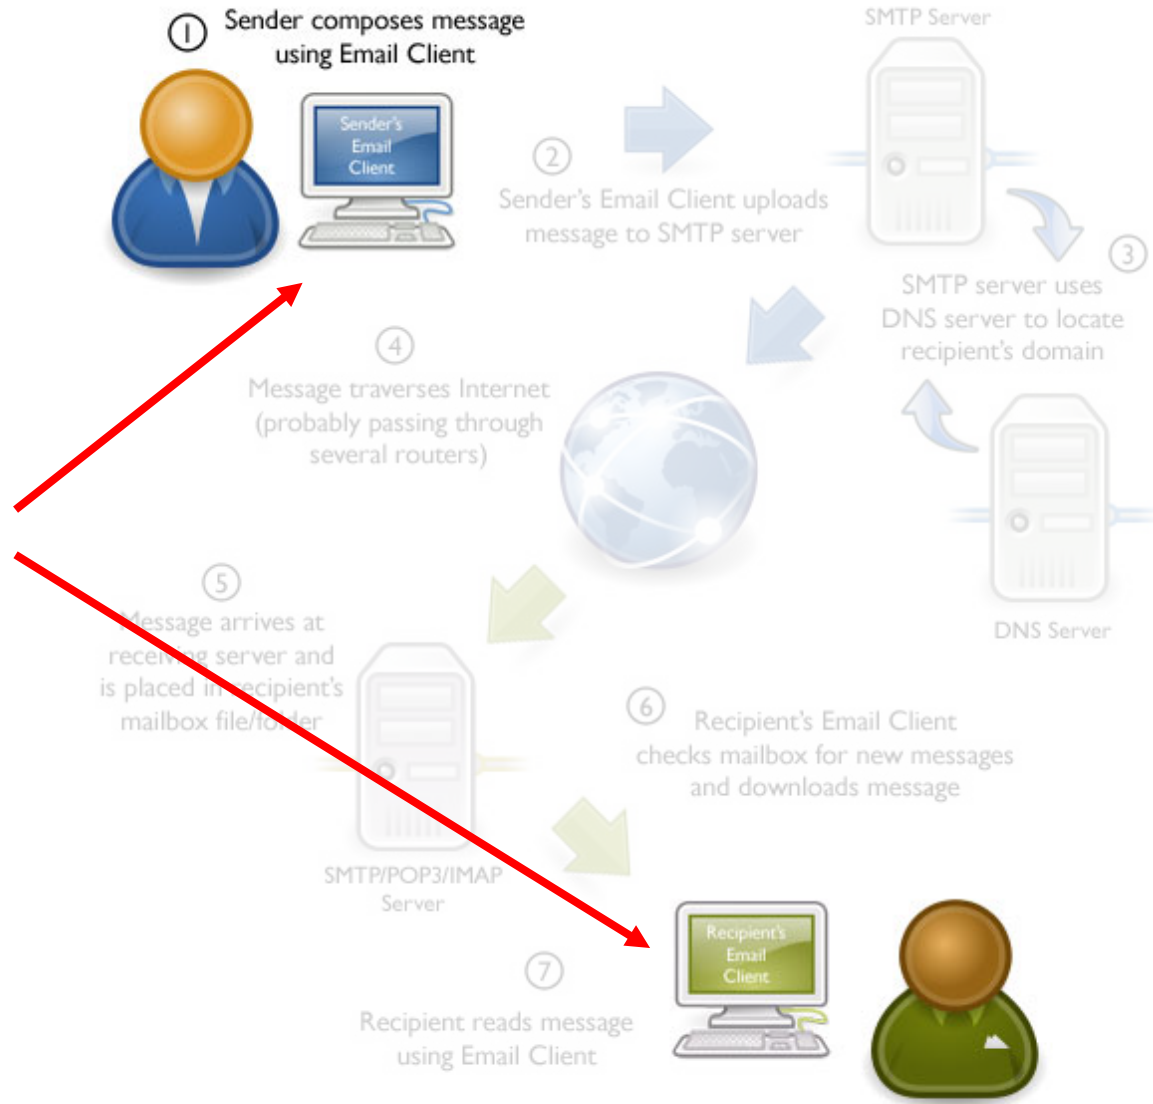 1 Sender composes message
using Email Client
Sender's
Email
Client
SMTP Server
2
Sender's Email Client uploads
message to SMTP server
3
SMTP server uses
DNS server to locate
recipient's domain
4
Message traverses Internet
(probably passing through
several routers)
DNS Server
5
Message arrives at
receiving server and
is placed in recipient's
mailbox file/folder
SMTP/POP3/IMAP
Server
6 Recipient's Email Client
checks mailbox for new messages
and downloads message
Recipient's
Email
Client
7
Recipient reads message
using Email Client